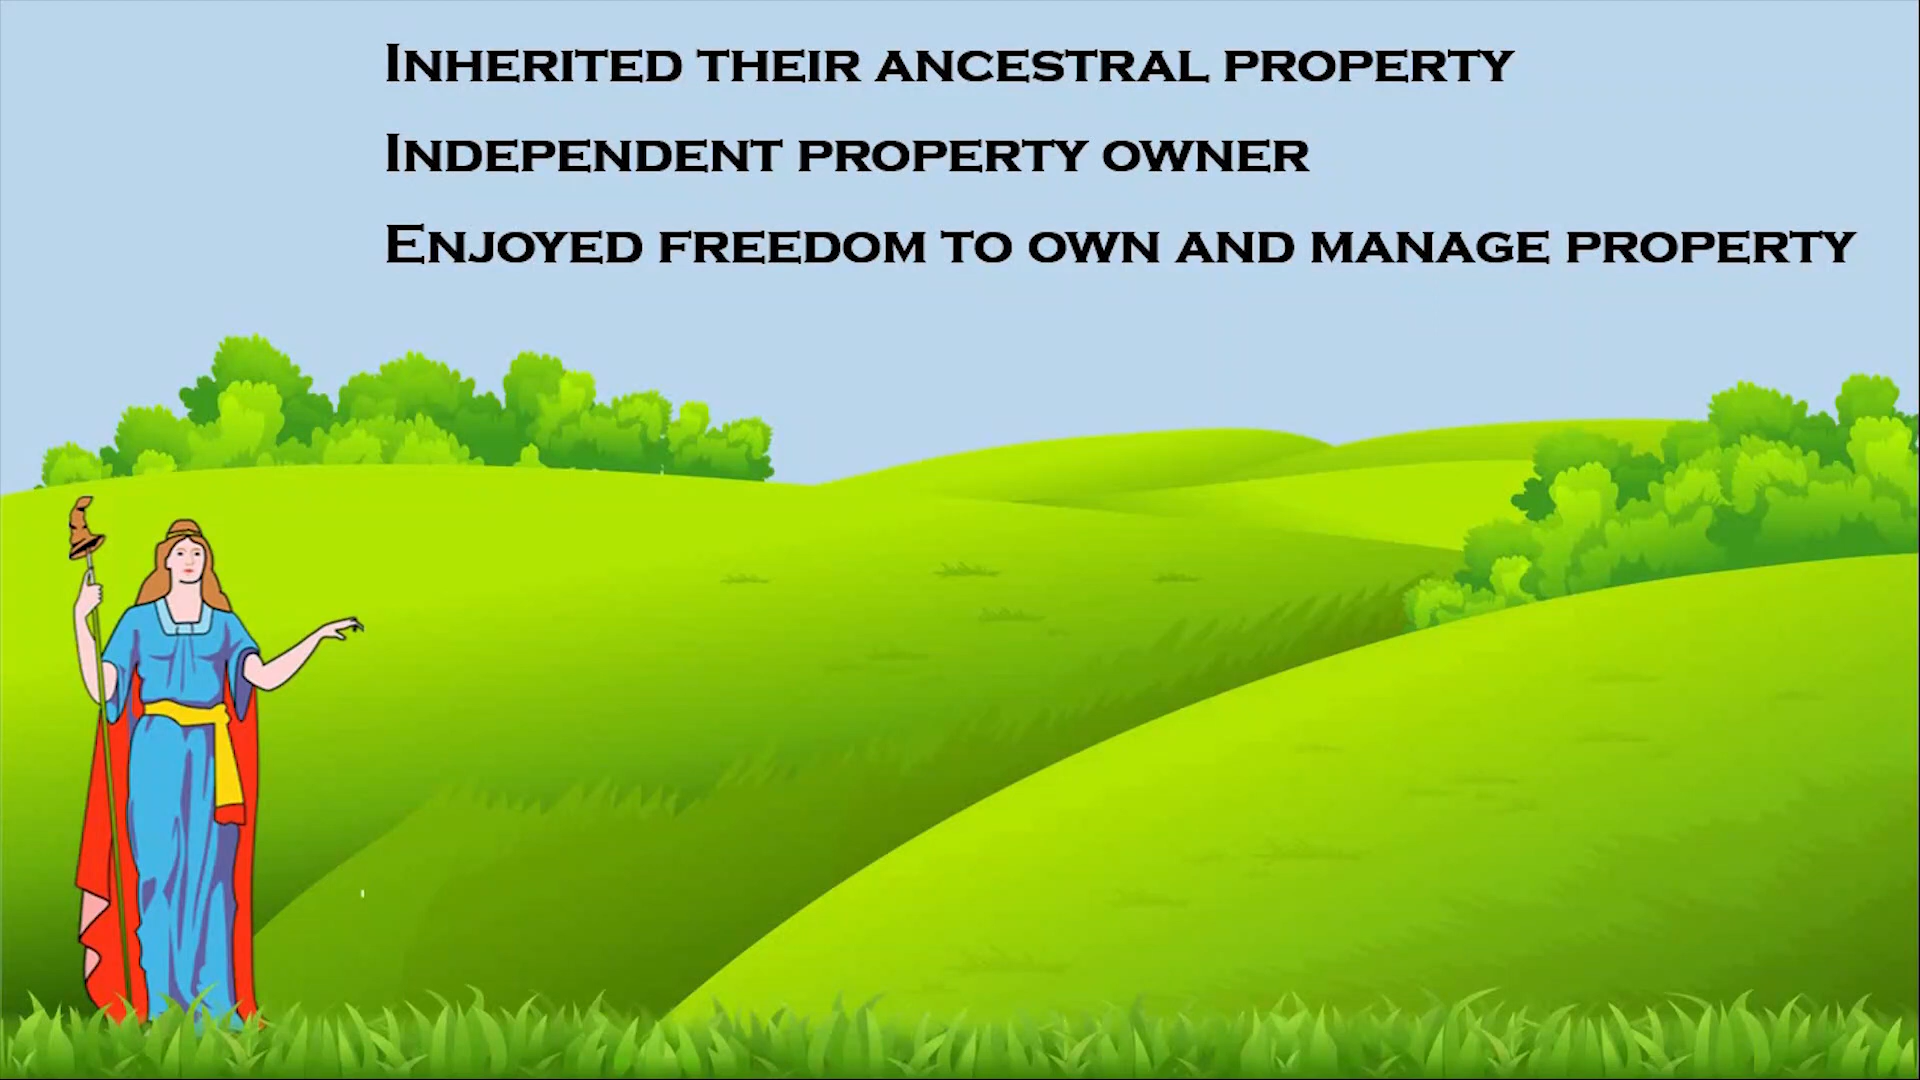 Inherited their ancestral property
Independent property owner
Enjoyed freedom to own and manage property